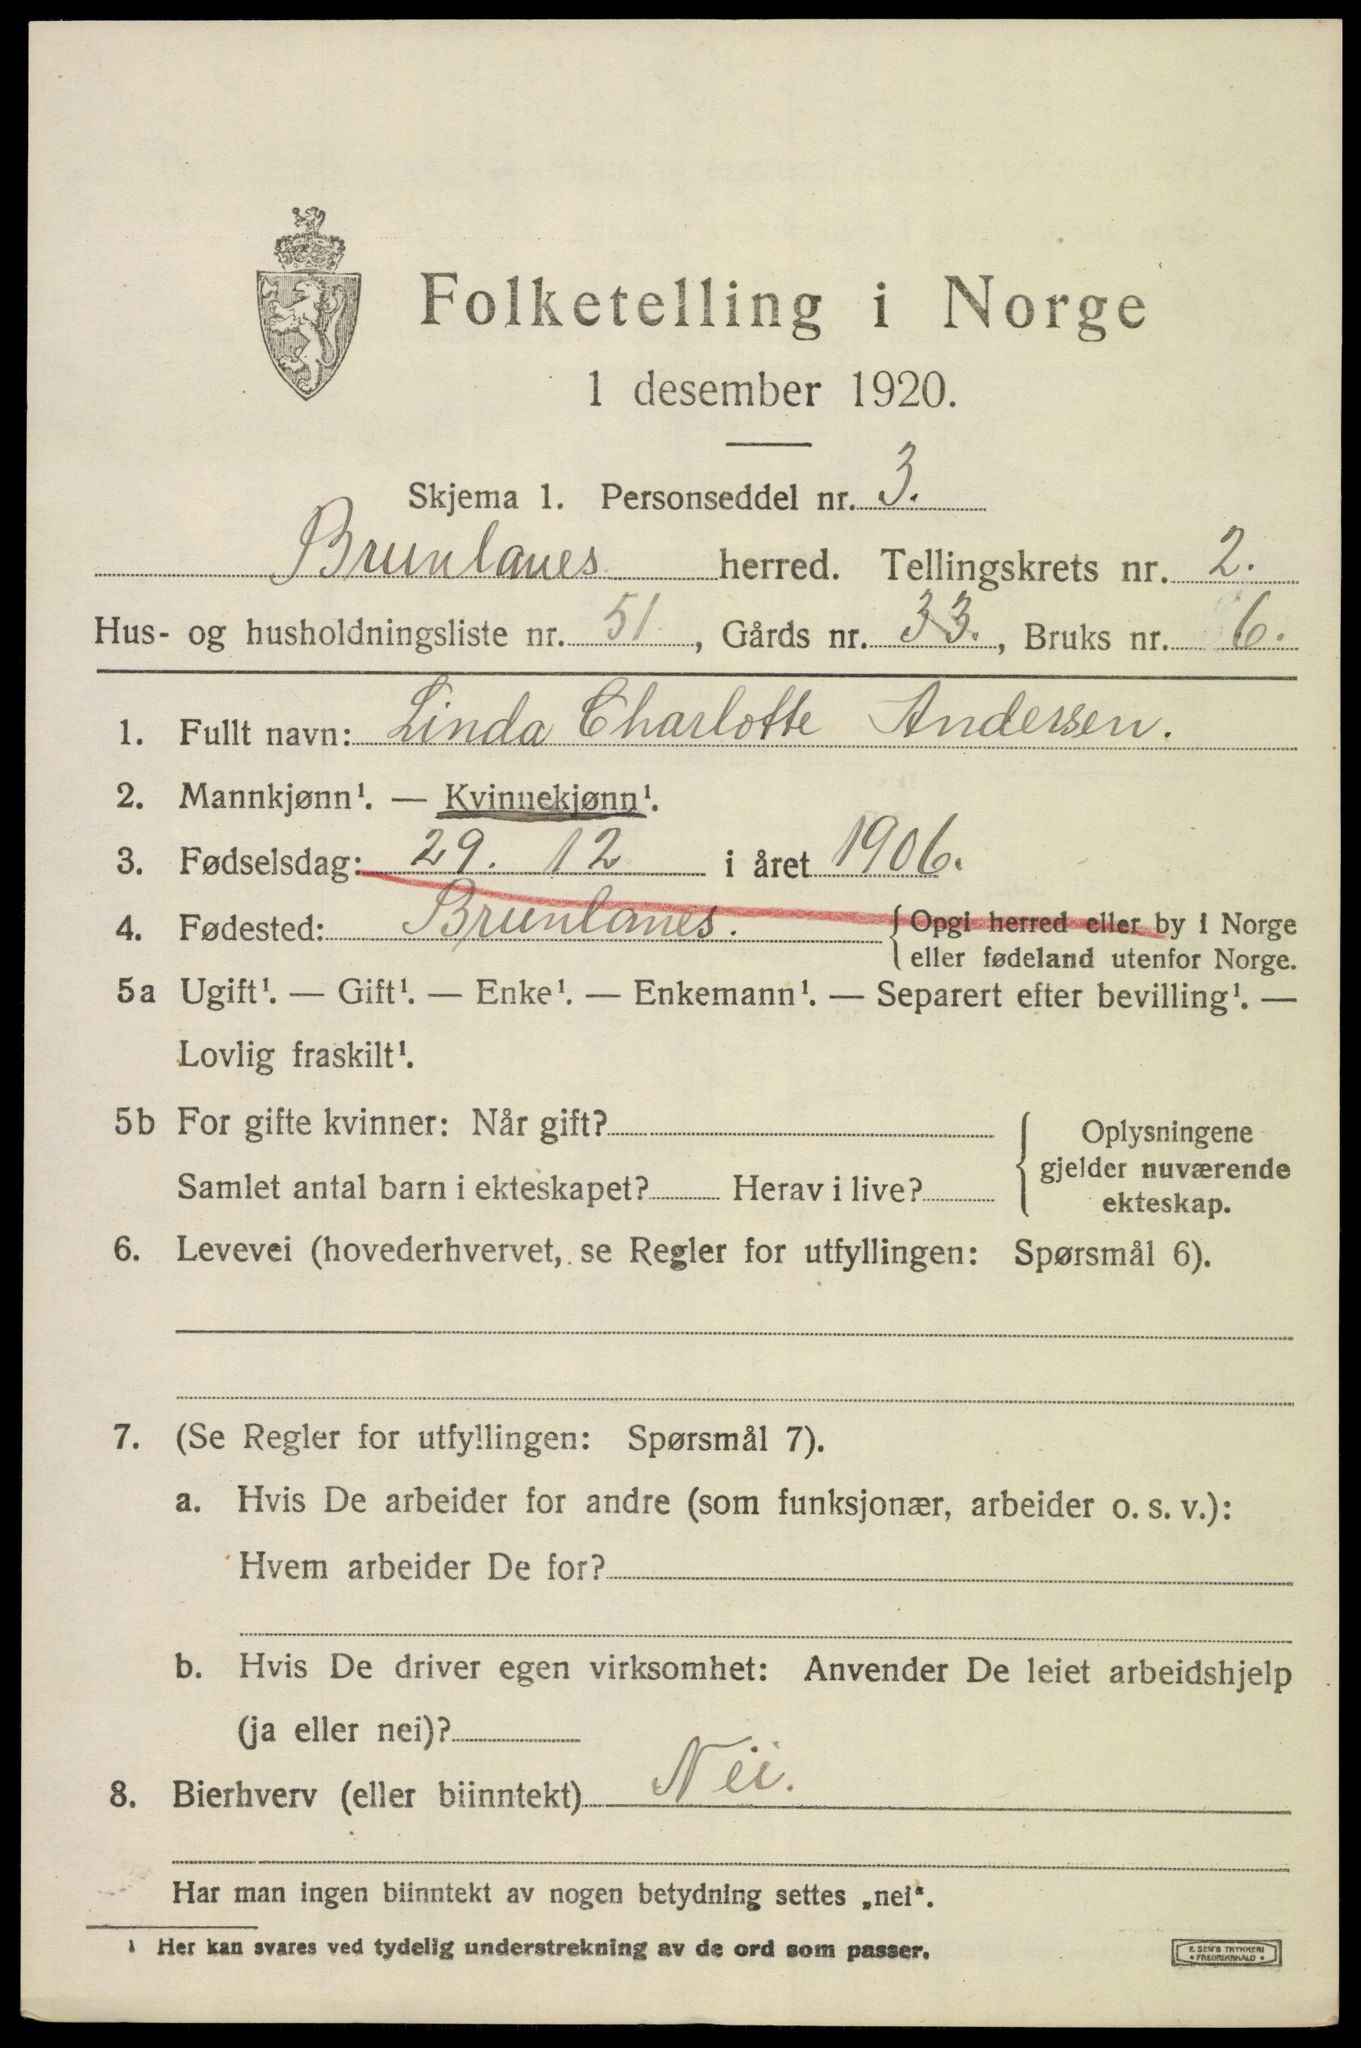 Folketelling i Norge
1 desember 1920.
Skjema 1. Personseddel nr. 3.
Brunlanes herred. Tellingskrets nr. 2.
Hus- og husholdningsliste nr. 51, Gårds nr. 33., Bruks nr. 6.
1. Fullt navn: Linda Charlotte Andersen.
2. Mannkjønn¹. — Kvinnekjønn¹.
3. Fødselsdag: 29. 12 i året 1906.
4. Fødested: Brunlanes. { Opgi herred eller by i Norge
eller fødeland utenfor Norge.
5a Ugift¹. — Gift¹. — Enke¹. — Enkemann¹. — Separert efter bevilling¹. —
Lovlig fraskilt¹.
5b For gifte kvinner: Når gift?
Samlet antal barn i ekteskapet? Herav i live?
{ Oplysningene
gjelder nuværende
ekteskap.
6. Levevei (hovederhvervet, se Regler for utfyllingen: Spørsmål 6).
7. (Se Regler for utfyllingen: Spørsmål 7).
a. Hvis De arbeider for andre (som funksjonær, arbeider o. s. v.):
Hvem arbeider De for?
b. Hvis De driver egen virksomhet: Anvender De leiet arbeidshjelp
(ja eller nei)?
8. Bierhverv (eller biinntekt) Nei.
Har man ingen biinntekt av nogen betydning settes „nei“.
¹ Her kan svares ved tydelig understrekning av de ord som passer.
E. SEM'S TRYKKERI
• FREDRIKSHALD •